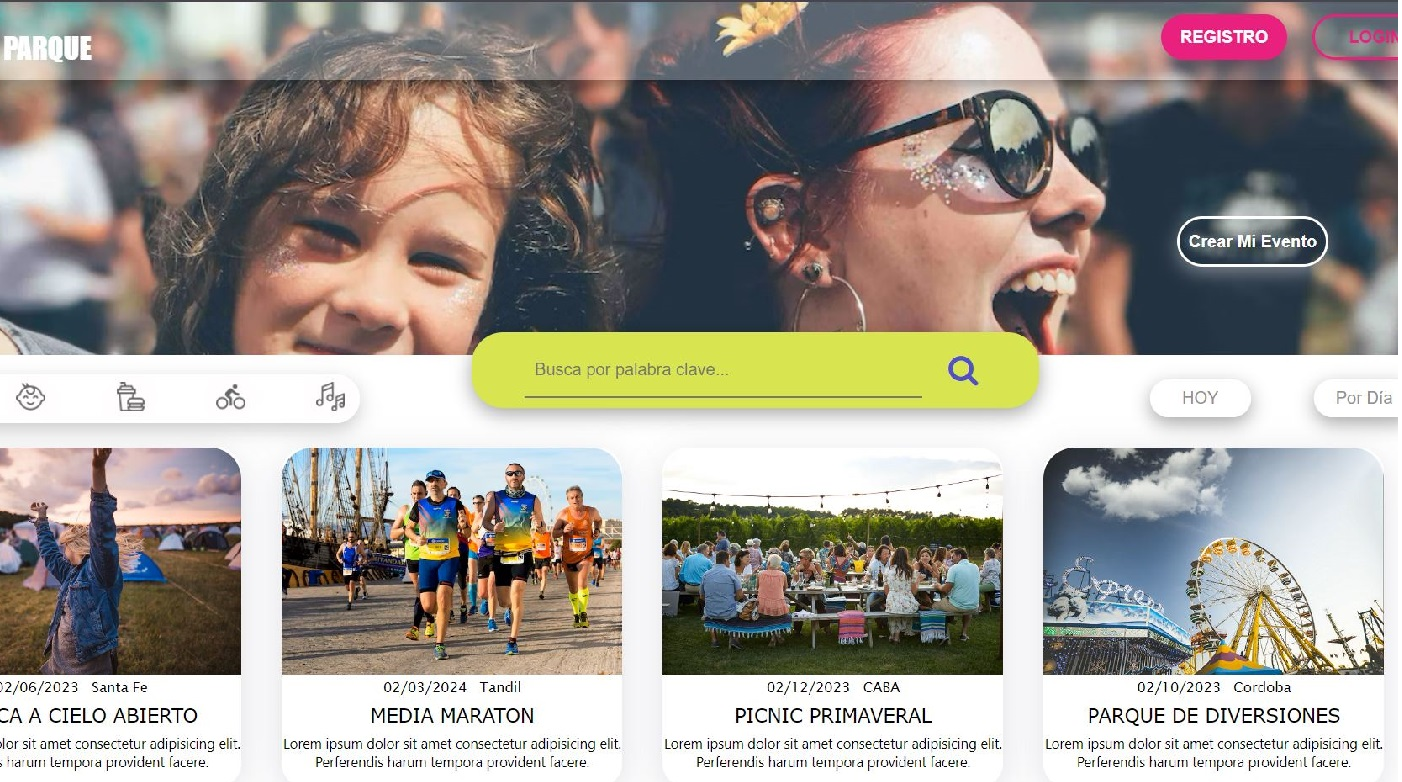 PARQUE
REGISTRO
LOGIN
Crear Mi Evento
Busca por palabra clave...
HOY
Por Día
02/06/2023 Santa Fe
CA A CIELO ABIERTO
lor sit amet consectetur adipisicing elit.
s harum tempora provident facere.
02/03/2024 Tandil
MEDIA MARATON
Lorem ipsum dolor sit amet consectetur adipisicing elit.
Perferendis harum tempora provident facere.
02/12/2023 CABA
PICNIC PRIMAVERAL
Lorem ipsum dolor sit amet consectetur adipisicing elit.
Perferendis harum tempora provident facere.
02/10/2023 Cordoba
PARQUE DE DIVERSIONES
Lorem ipsum dolor sit amet consectetur adipisicing elit.
Perferendis harum tempora provident facere.